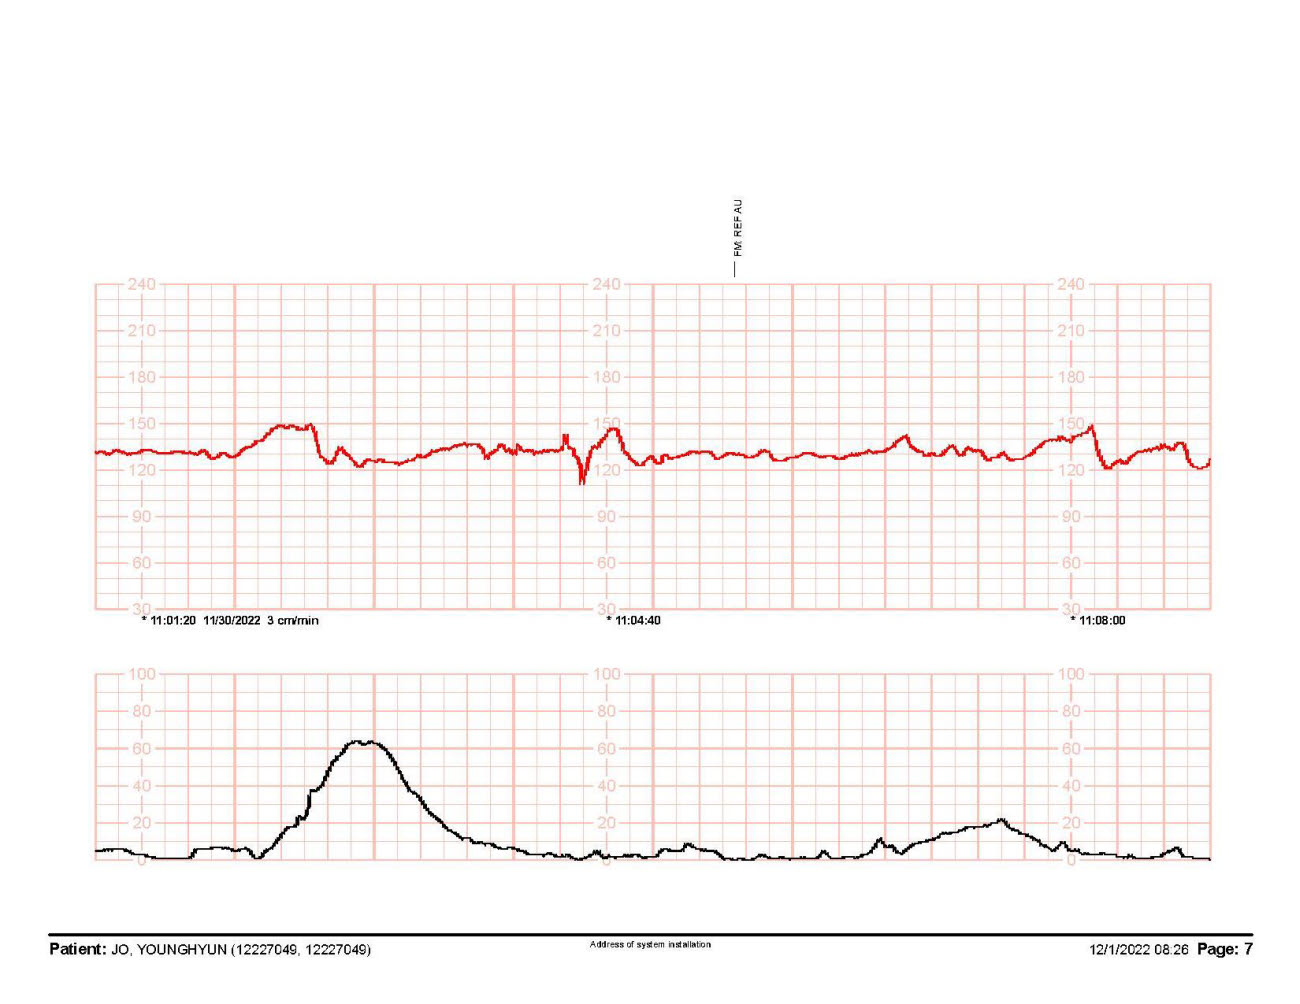 FM: REF AU
240 240 240
210 210 210
180 180 180
150 150 150
120 120 120
90 90 90
60 60 60
30 30 30
* 11:01:20 11/30/2022 3 cm/min * 11:04:40 * 11:08:00
100 100 100
80 80 80
60 60 60
40 40 40
20 20 20
0 0 0
Patient: JO, YOUNGHYUN (12227049, 12227049) Address of system installation 12/1/2022 08:26 Page: 7